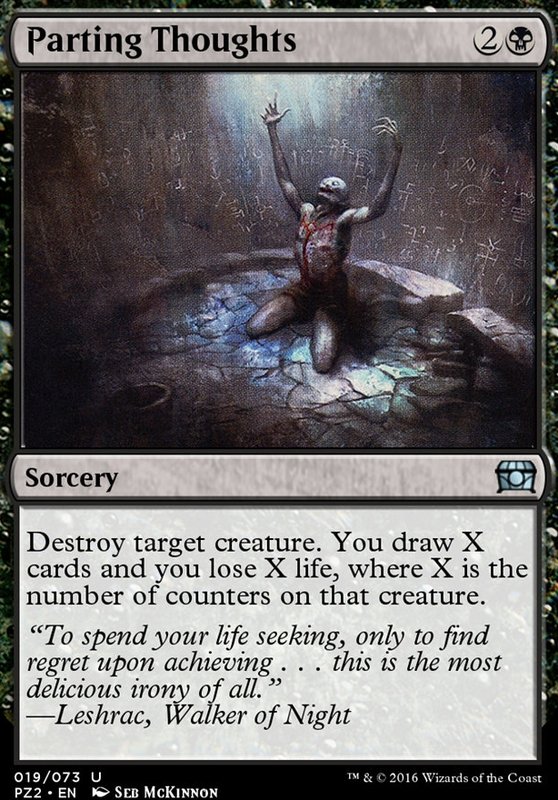 Parting Thoughts 2
Sorcery
Destroy target creature. You draw X
cards and you lose X life, where X is the
number of counters on that creature.
“To spend your life seeking, only to find
regret upon achieving . . . this is the most
delicious irony of all.”
—Leshrac, Walker of Night
019/073 U
PZ2 • EN Seb McKinnon
™ & © 2016 Wizards of the Coast